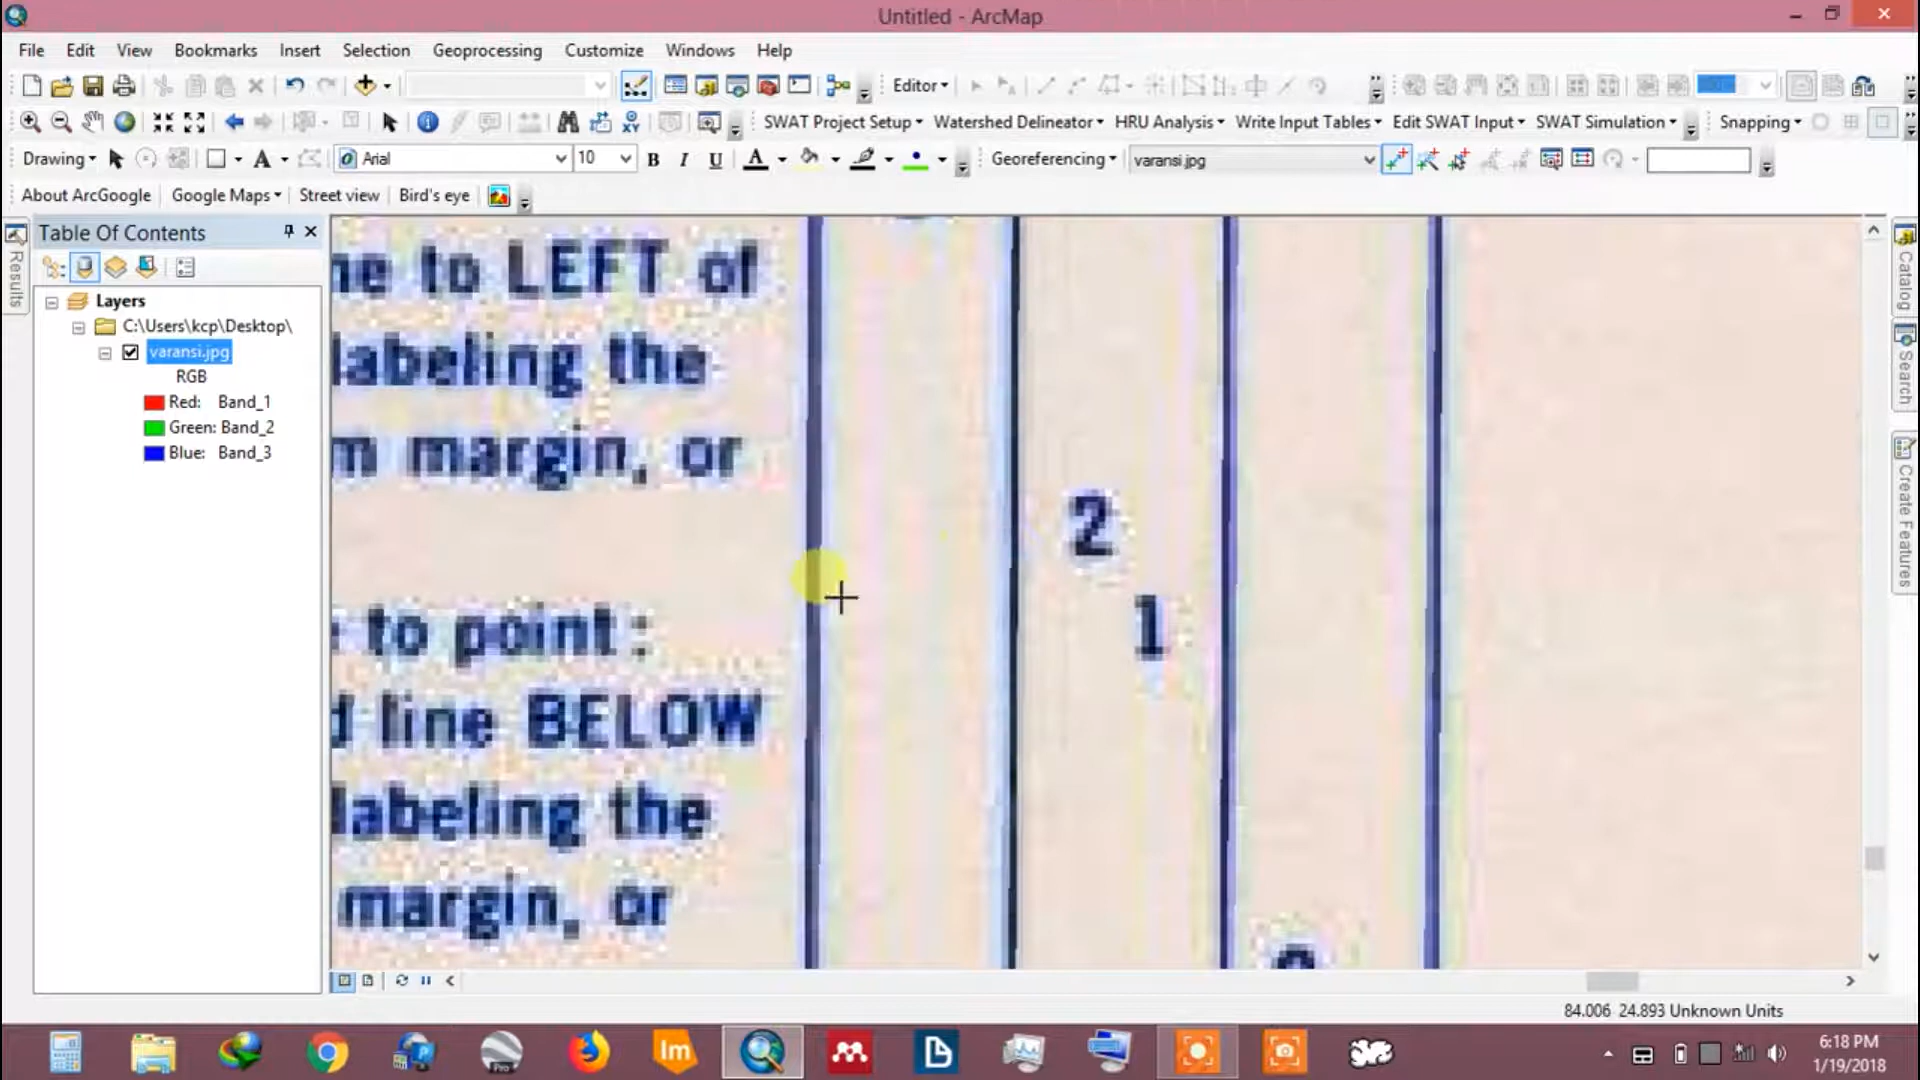 Untitled - ArcMap
File Edit View Bookmarks Insert Selection Geoprocessing Customize Windows Help
Editor
SWAT Project Setup Watershed Delineator HRU Analysis Write Input Tables Edit SWAT Input SWAT Simulation Snapping
Drawing A Arial 10 B I U A Georeferencing varansi.jpg
About ArcGoogle Google Maps Street view Bird's eye
Results
Table Of Contents
Layers
C:\Users\kcp\Desktop\
varansi.jpg
RGB
Red: Band_1
Green: Band_2
Blue: Band_3
to LEFT of
labeling the
margin, or
2
1
to point :
line BELOW
labeling the
margin, or
Catalog
Search
Create Features
84.006 24.893 Unknown Units
Pro
Im
6:18 PM
1/19/2018